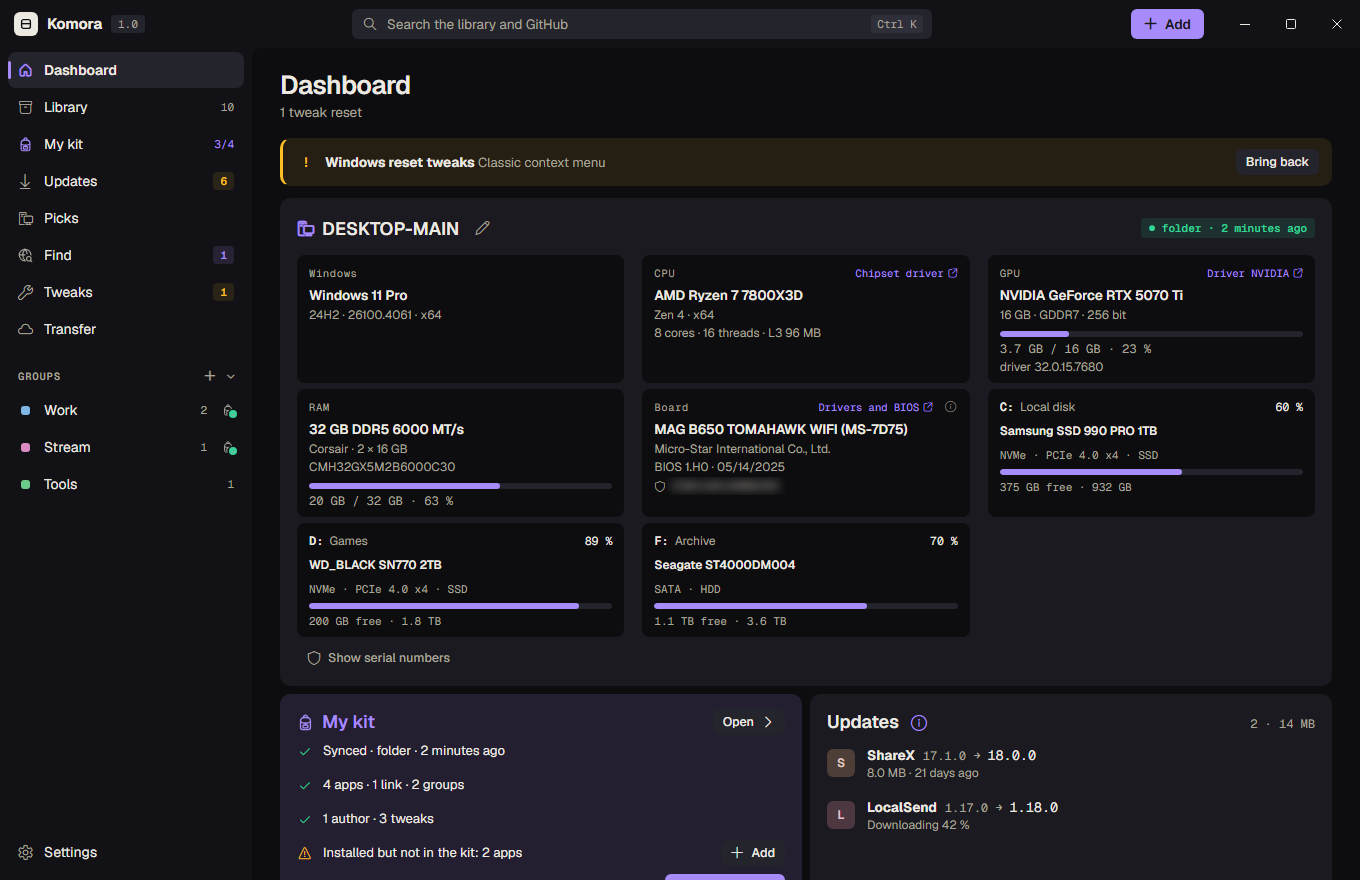 Komora 1.0
Search the library and GitHub Ctrl K
+ Add
Dashboard
Library 10
My kit 3/4
Updates 6
Picks
Find 1
Tweaks 1
Transfer
GROUPS
Work 2
Stream 1
Tools 1
Settings
Dashboard
1 tweak reset
! Windows reset tweaks Classic context menu
Bring back
DESKTOP-MAIN
folder · 2 minutes ago
Windows
Windows 11 Pro
24H2 · 26100.4061 · x64
CPU Chipset driver
AMD Ryzen 7 7800X3D
Zen 4 · x64
8 cores · 16 threads · L3 96 MB
GPU Driver NVIDIA
NVIDIA GeForce RTX 5070 Ti
16 GB · GDDR7 · 256 bit
3.7 GB / 16 GB · 23 %
driver 32.0.15.7680
RAM
32 GB DDR5 6000 MT/s
Corsair · 2 × 16 GB
CMH32GX5M2B6000C30
20 GB / 32 GB · 63 %
Board Drivers and BIOS
MAG B650 TOMAHAWK WIFI (MS-7D75)
Micro-Star International Co., Ltd.
BIOS 1.H0 · 05/14/2025
C: Local disk 60 %
Samsung SSD 990 PRO 1TB
NVMe · PCIe 4.0 x4 · SSD
375 GB free · 932 GB
D: Games 89 %
WD_BLACK SN770 2TB
NVMe · PCIe 4.0 x4 · SSD
200 GB free · 1.8 TB
F: Archive 70 %
Seagate ST4000DM004
SATA · HDD
1.1 TB free · 3.6 TB
Show serial numbers
My kit
Open
Synced · folder · 2 minutes ago
4 apps · 1 link · 2 groups
1 author · 3 tweaks
Installed but not in the kit: 2 apps
+ Add
Updates 2 · 14 MB
S
ShareX 17.1.0 → 18.0.0
8.0 MB · 21 days ago
L
LocalSend 1.17.0 → 1.18.0
Downloading 42 %